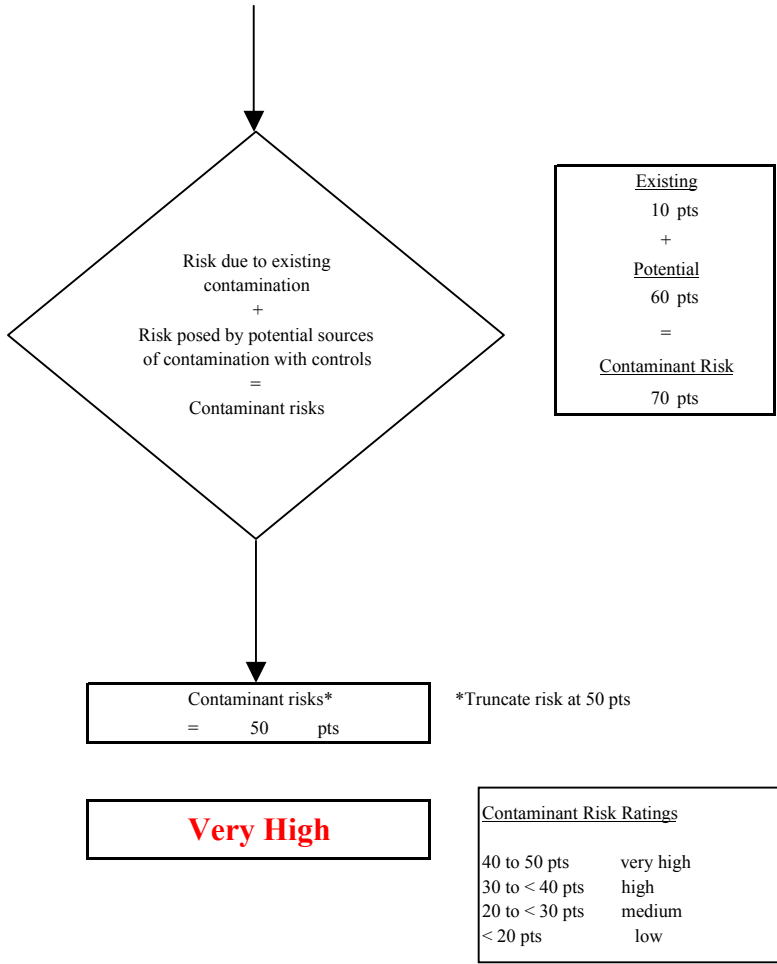 Risk due to existing
contamination
+
Risk posed by potential sources
of contamination with controls
=
Contaminant risks
Existing
10 pts
+
Potential
60 pts
=
Contaminant Risk
70 pts
Contaminant risks*
= 50 pts
*Truncate risk at 50 pts
Very High
Contaminant Risk Ratings
40 to 50 pts very high
30 to < 40 pts high
20 to < 30 pts medium
< 20 pts low